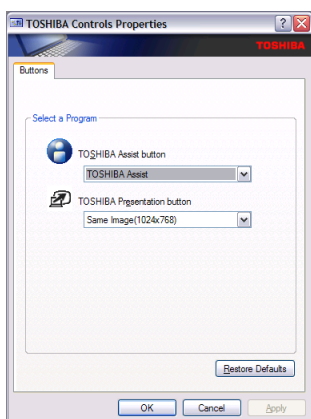 TOSHIBA Controls Properties
TOSHIBA
Buttons
Select a Program
TOSHIBA Assist button
TOSHIBA Assist
TOSHIBA Presentation button
Same Image(1024x768)
Restore Defaults
OK Cancel Apply